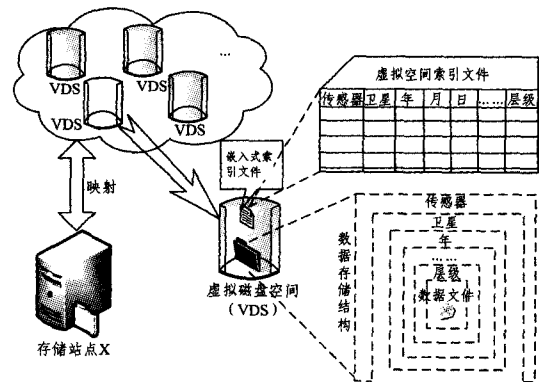 ...
VDS
VDS
VDS
VDS
映射
存储站点X
嵌入式索
引文件
虚拟磁盘空间
(VDS)
虚拟空间索引文件
传感器 卫星 年 月 日 …… 层级
数据存储结构
传感器
卫星
年
……
层级
数据文件